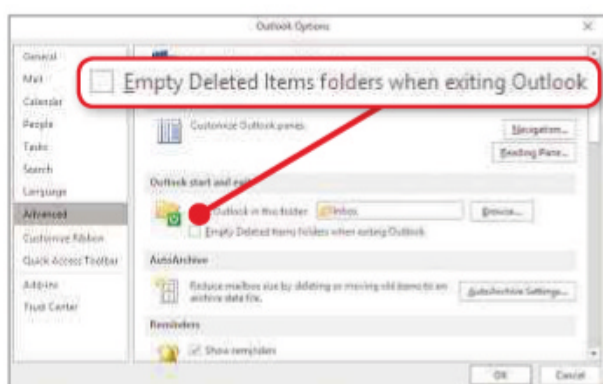 Outlook Options
General
Mail
Calendar
People
Tasks
Search
Language
Advanced
Customize Ribbon
Quick Access Toolbar
Add-ins
Trust Center
Empty Deleted Items folders when exiting Outlook
Customize Outlook panes.
Navigation...
Reading Pane...
Outlook start and exit
Outlook in this folder: Inbox
Browse...
Empty Deleted Items folders when exiting Outlook
AutoArchive
Reduce mailbox size by deleting or moving old items to an
archive data file.
AutoArchive Settings...
Reminders
Show reminders
OK
Cancel